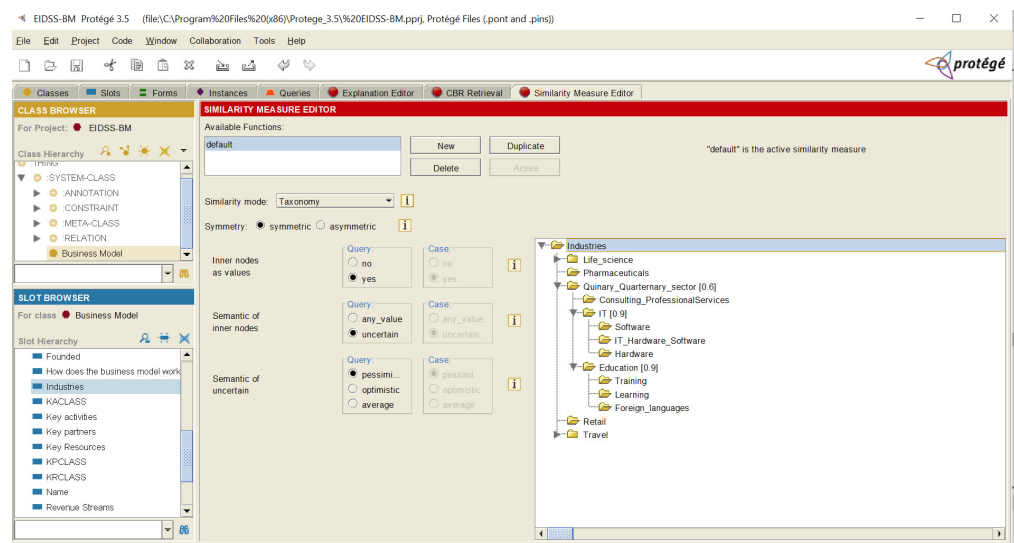 EIDSS-BM Protégé 3.5 (file:\C:\Program%20Files%20(x86)\Protege_3.5\%20EIDSS-BM.pprj, Protégé Files (.pont and .pins))
File Edit Project Code Window Collaboration Tools Help
protégé
Classes Slots Forms Instances Queries Explanation Editor CBR Retrieval Similarity Measure Editor
CLASS BROWSER
For Project: EIDSS-BM
Class Hierarchy
:THING
:SYSTEM-CLASS
:ANNOTATION
:CONSTRAINT
:META-CLASS
:RELATION
Business Model
SLOT BROWSER
For class Business Model
Slot Hierarchy
Founded
How does the business model work
Industries
KACLASS
Key activities
Key partners
Key Resources
KPCLASS
KRCLASS
Name
Revenue Streams
SIMILARITY MEASURE EDITOR
Available Functions:
default
New Duplicate
Delete Active
"default" is the active similarity measure
Similarity mode: Taxonomy i
Symmetry: symmetric asymmetric i
Inner nodes
as values
Query: Case:
no no
yes yes
i
Semantic of
inner nodes
Query: Case:
any_value any_value
uncertain uncertain
i
Semantic of
uncertain
Query: Case:
pessimi... pessimi...
optimistic optimistic
average average
i
Industries
Life_science
Pharmaceuticals
Quinary_Quarternary_sector [0.6]
Consulting_ProfessionalServices
IT [0.9]
Software
IT_Hardware_Software
Hardware
Education [0.9]
Training
Learning
Foreign_languages
Retail
Travel